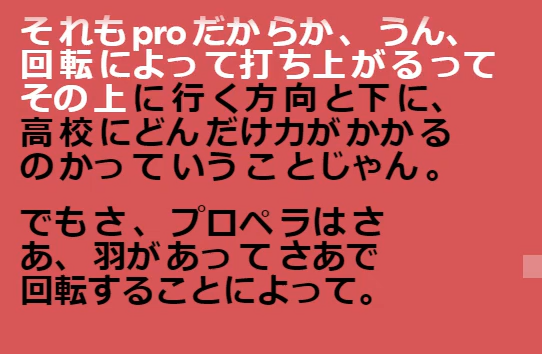 それもproだからか、うん、
回転によって打ち上がるって
その上に行く方向と下に、
高校にどんだけ力がかかる
のかっていうことじゃん。
でもさ、プロペラはさ
あ、羽があってさあで
回転することによって。